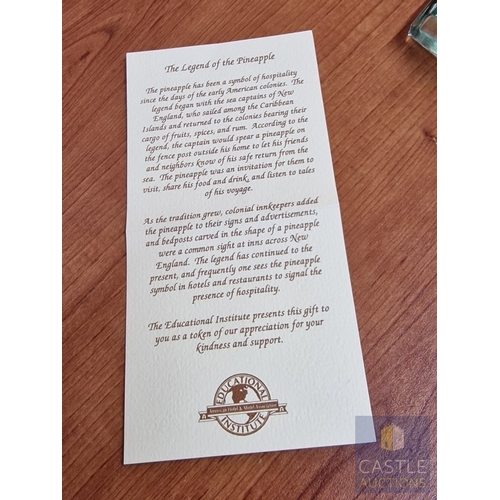 The Legend of the Pineapple
The pineapple has been a symbol of hospitality
since the days of the early American colonies. The
legend began with the sea captains of New
England, who sailed among the Caribbean
Islands and returned to the colonies bearing their
cargo of fruits, spices, and rum. According to the
legend, the captain would spear a pineapple on
the fence post outside his home to let his friends
and neighbors know of his safe return from the
sea. The pineapple was an invitation for them to
visit, share his food and drink, and listen to tales
of his voyage.
As the tradition grew, colonial innkeepers added
the pineapple to their signs and advertisements,
and bedposts carved in the shape of a pineapple
were a common sight at inns across New
England. The legend has continued to the
present, and frequently one sees the pineapple
symbol in hotels and restaurants to signal the
presence of hospitality.
The Educational Institute presents this gift to
you as a token of our appreciation for your
kindness and support.
EDUCATIONAL
American Hotel & Motel Association
INSTITUTE
CASTLE
AUCTIONS